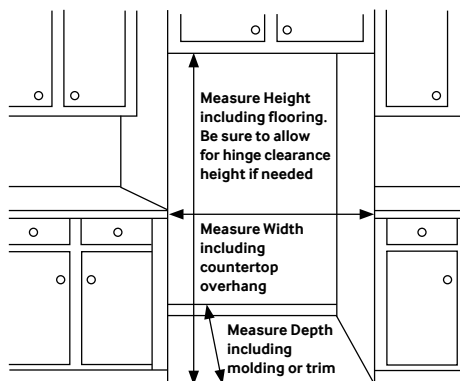 Measure Height
including flooring.
Be sure to allow
for hinge clearance
height if needed
Measure Width
including
countertop
overhang
Measure Depth
including
molding or trim